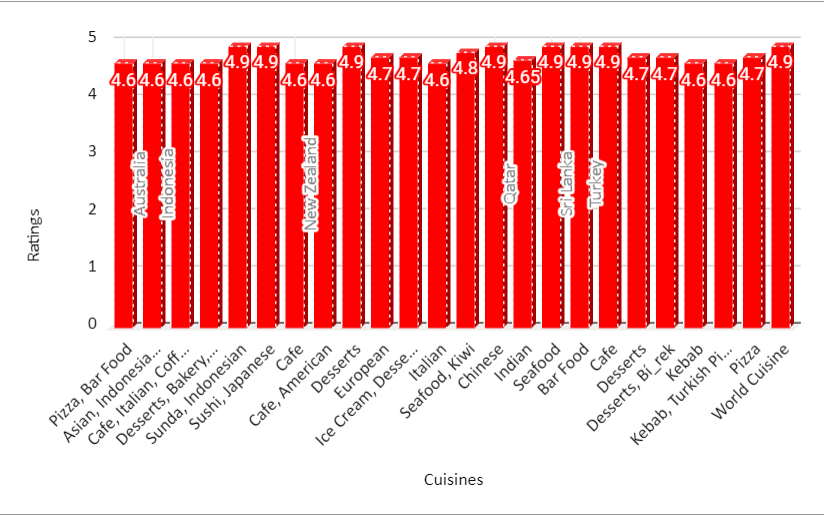 5
4
3
2
1
0
Ratings
4.6
4.6
4.6
4.6
4.9
4.9
4.6
4.6
4.9
4.7
4.7
4.6
4.8
4.9
4.65
4.9
4.9
4.9
4.7
4.7
4.6
4.6
4.7
4.9
Australia
Indonesia
New Zealand
Qatar
Sri Lanka
Turkey
Pizza, Bar Food
Asian, Indonesia...
Cafe, Italian, Coff...
Desserts, Bakery,...
Sunda, Indonesian
Sushi, Japanese
Cafe
Cafe, American
Desserts
European
Ice Cream, Desse...
Italian
Seafood, Kiwi
Chinese
Indian
Seafood
Bar Food
Cafe
Desserts
Desserts, Bí_rek
Kebab
Kebab, Turkish Pi...
Pizza
World Cuisine
Cuisines